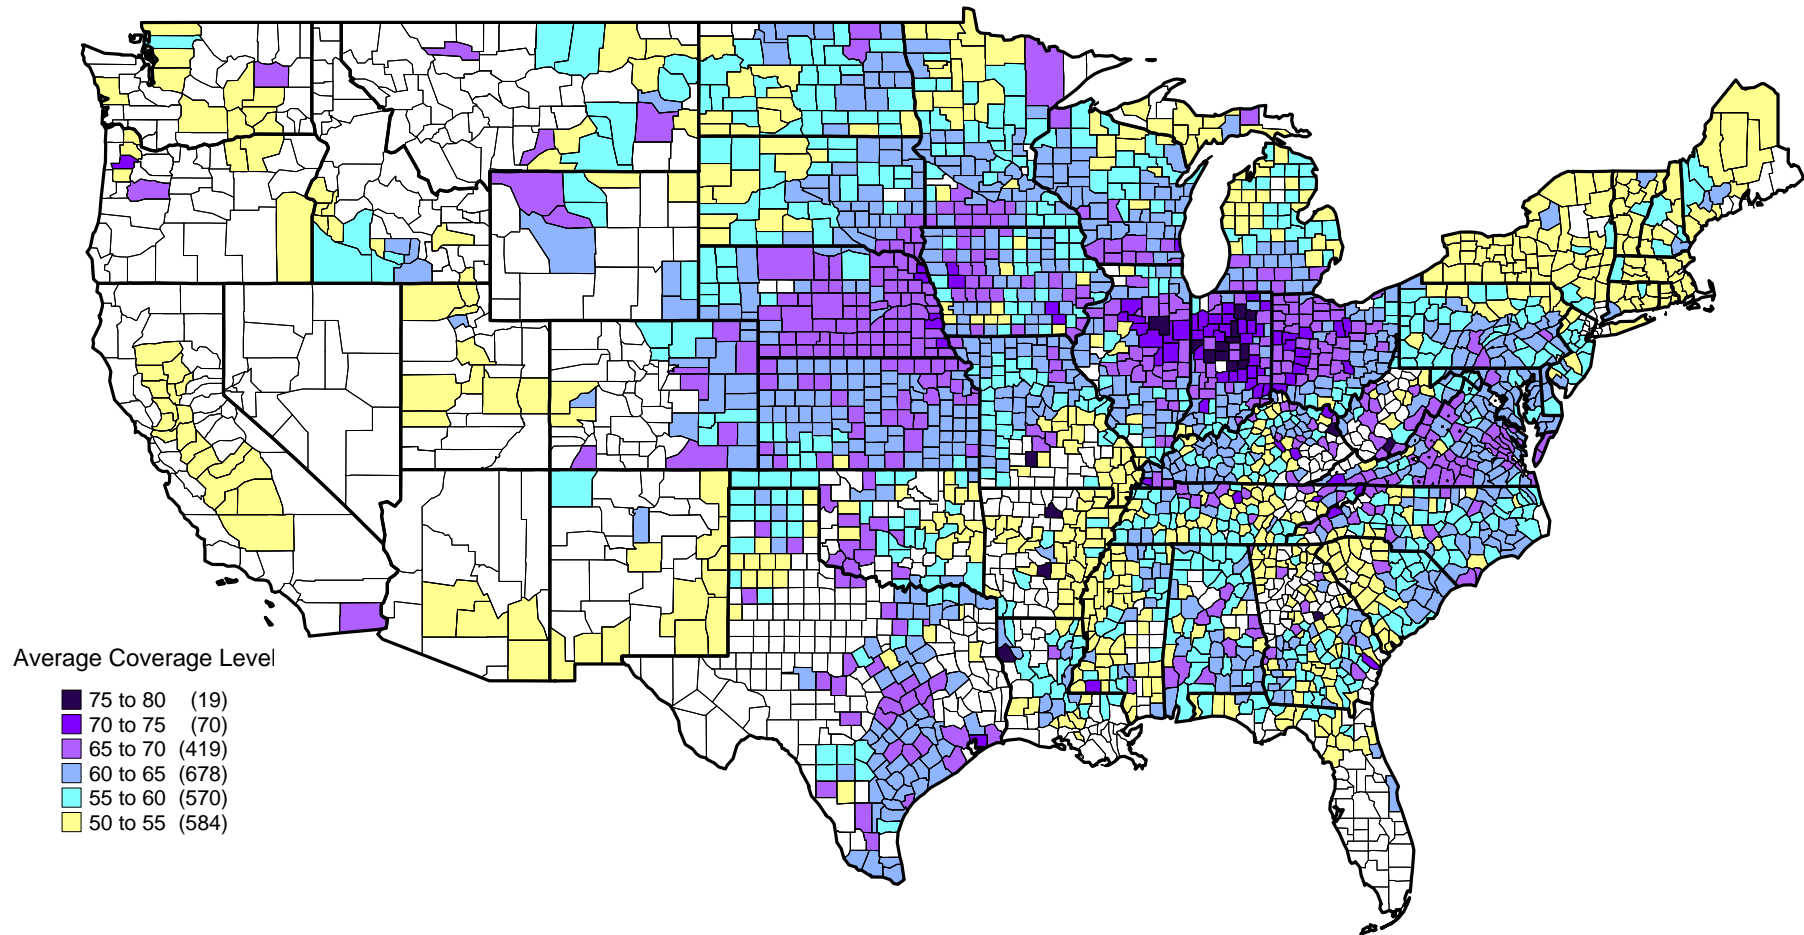 Average Coverage Level
75 to 80 (19)
70 to 75 (70)
65 to 70 (419)
60 to 65 (678)
55 to 60 (570)
50 to 55 (584)